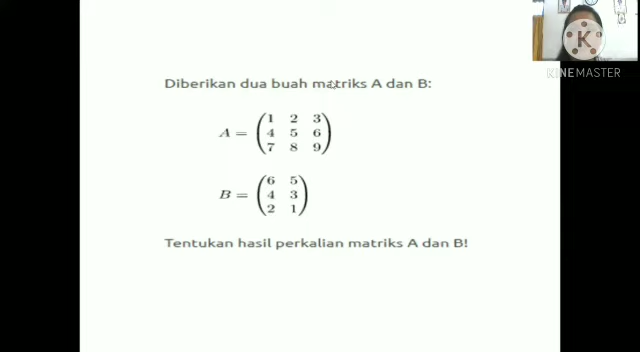 Diberikan dua buah matriks A dan B:
A = (1 2 3
4 5 6
7 8 9)
B = (6 5
4 3
2 1)
Tentukan hasil perkalian matriks A dan B!
K
KINEMASTER